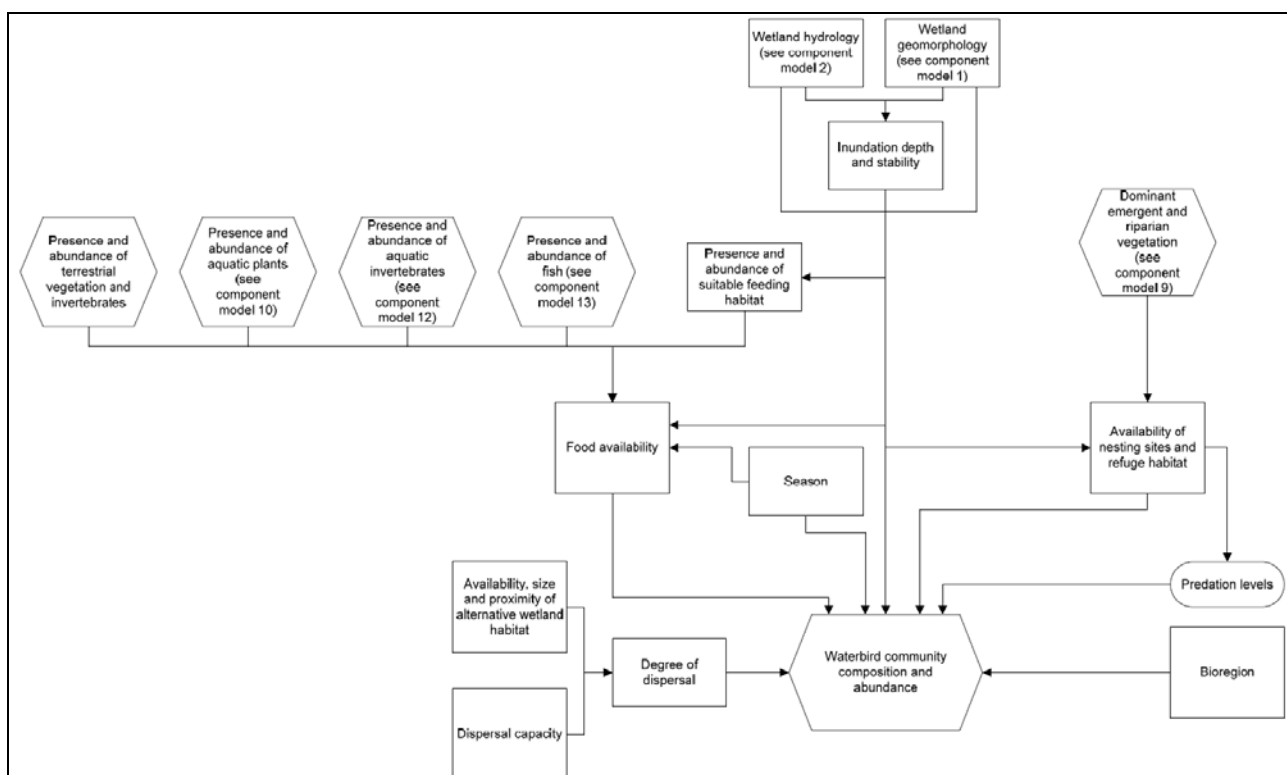 Wetland hydrology
(see component
model 2)
Wetland
geomorphology
(see component
model 1)
Inundation depth
and stability
Dominant
emergent and
riparian
vegetation
(see
component
model 9)
Presence and
abundance of
terrestrial
vegetation and
invertebrates
Presence and
abundance of
aquatic plants
(see
component
model 10)
Presence and
abundance of
aquatic
invertebrates
(see
component
model 12)
Presence and
abundance of
fish (see
component
model 13)
Presence and
abundance of
suitable feeding
habitat
Food availability
Season
Availability of
nesting sites and
refuge habitat
Availability, size
and proximity of
alternative wetland
habitat
Degree of
dispersal
Waterbird community
composition and
abundance
Predation levels
Bioregion
Dispersal capacity